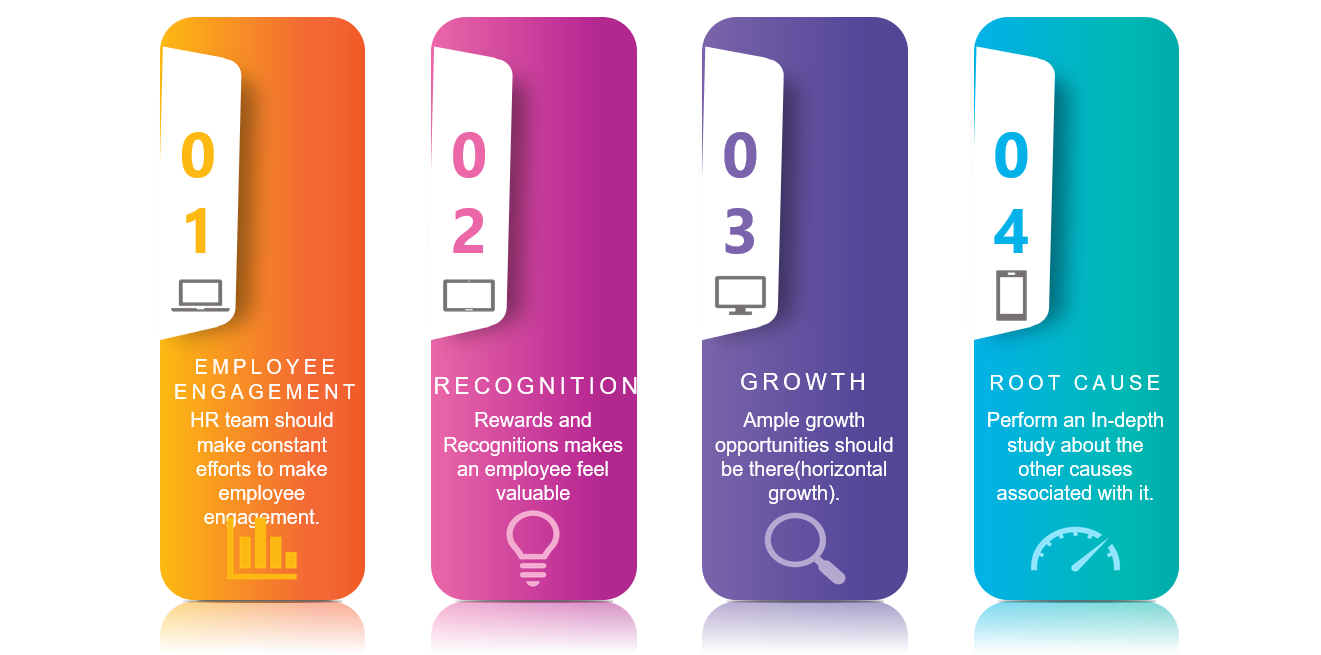 0
1
EMPLOYEE
ENGAGEMENT
HR team should
make constant
efforts to make
employee
engagement.
0
2
RECOGNITION
Rewards and
Recognitions makes
an employee feel
valuable
0
3
GROWTH
Ample growth
opportunities should
be there(horizontal
growth).
0
4
ROOT CAUSE
Perform an In-depth
study about the
other causes
associated with it.